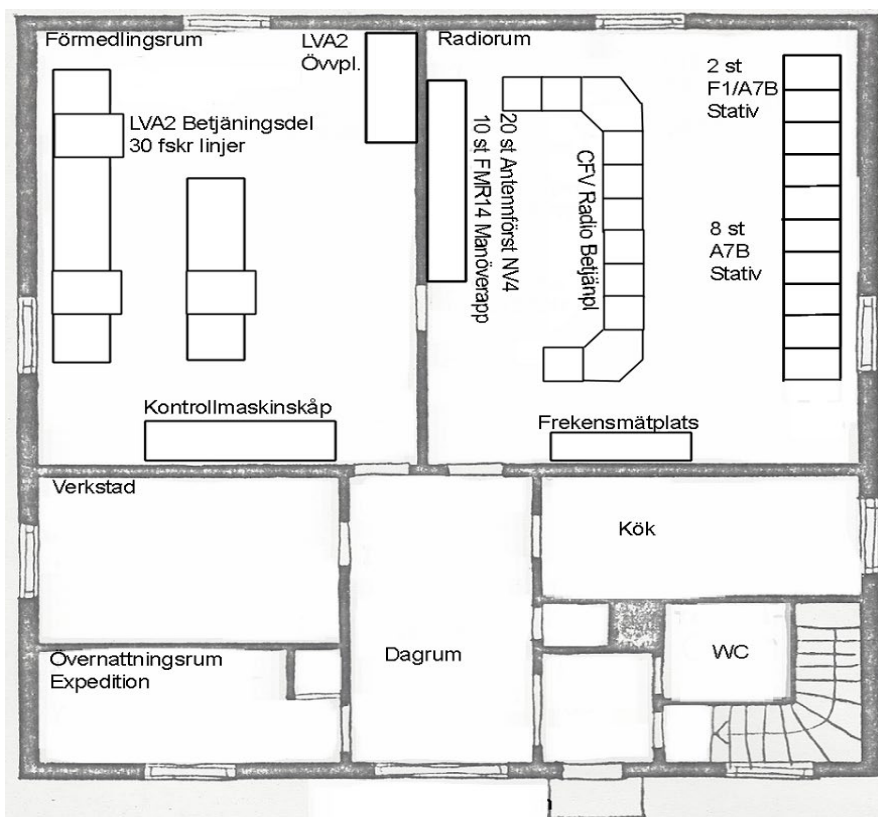 Förmedlingsrum
LVA2
Övvpl.
LVA2 Betjäningsdel
30 fskr linjer
Kontrollmaskinskåp
Radiorum
20 st Antennförst NV4
10 st FMR14 Manöverapp
CFV Radio Betjänpl
2 st
F1/A7B
Stativ
8 st
A7B
Stativ
Frekensmätplats
Verkstad
Övernattningsrum
Expedition
Dagrum
Kök
WC